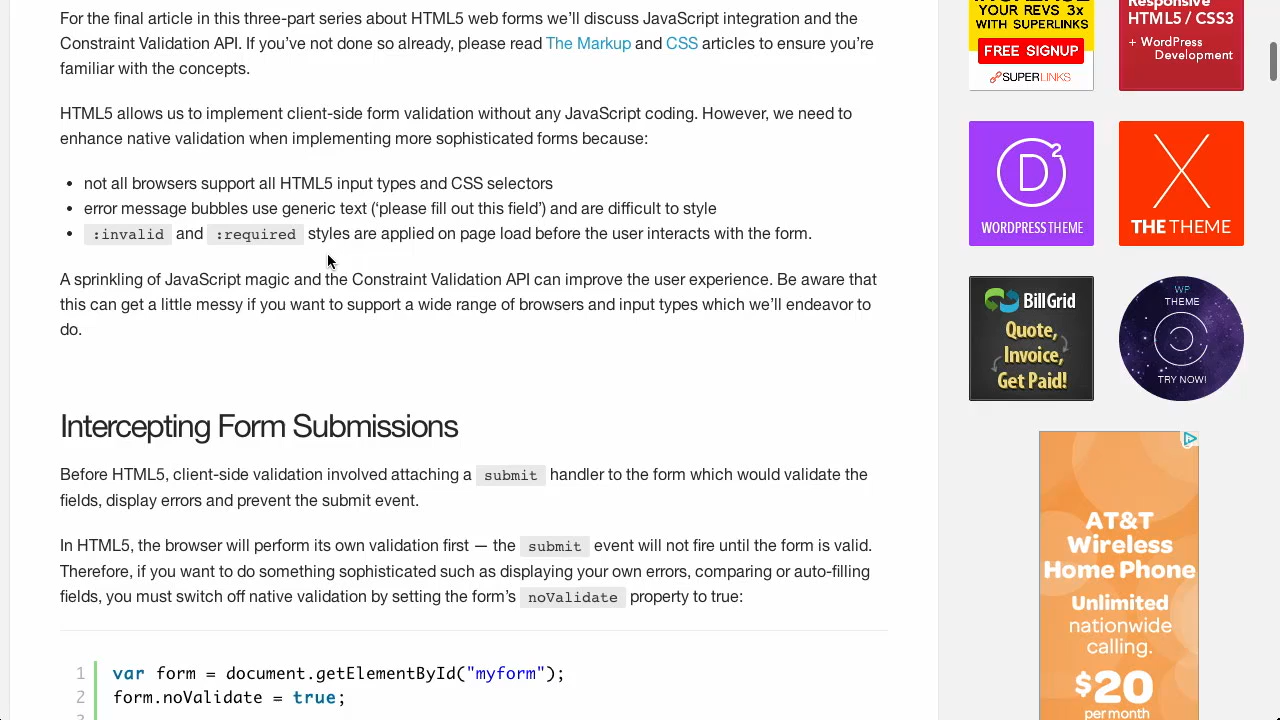 For the final article in this three-part series about HTML5 web forms we’ll discuss JavaScript integration and the
Constraint Validation API. If you’ve not done so already, please read The Markup and CSS articles to ensure you’re
familiar with the concepts.
HTML5 allows us to implement client-side form validation without any JavaScript coding. However, we need to
enhance native validation when implementing more sophisticated forms because:
• not all browsers support all HTML5 input types and CSS selectors
• error message bubbles use generic text (‘please fill out this field’) and are difficult to style
• :invalid and :required styles are applied on page load before the user interacts with the form.
A sprinkling of JavaScript magic and the Constraint Validation API can improve the user experience. Be aware that
this can get a little messy if you want to support a wide range of browsers and input types which we’ll endeavor to
do.
Intercepting Form Submissions
Before HTML5, client-side validation involved attaching a submit handler to the form which would validate the
fields, display errors and prevent the submit event.
In HTML5, the browser will perform its own validation first — the submit event will not fire until the form is valid.
Therefore, if you want to do something sophisticated such as displaying your own errors, comparing or auto-filling
fields, you must switch off native validation by setting the form’s noValidate property to true:
1 var form = document.getElementById("myform");
2 form.noValidate = true;
YOUR REVS 3x
WITH SUPERLINKS
FREE SIGNUP
SUPERLINKS
Responsive
HTML5 / CSS3
+ WordPress
Development
D2
WORDPRESS THEME
X
THE THEME
BillGrid
Quote,
Invoice,
Get Paid!
WP
THEME
TRY NOW!
AT&T
Wireless
Home Phone
Unlimited
nationwide
calling.
$20
per month